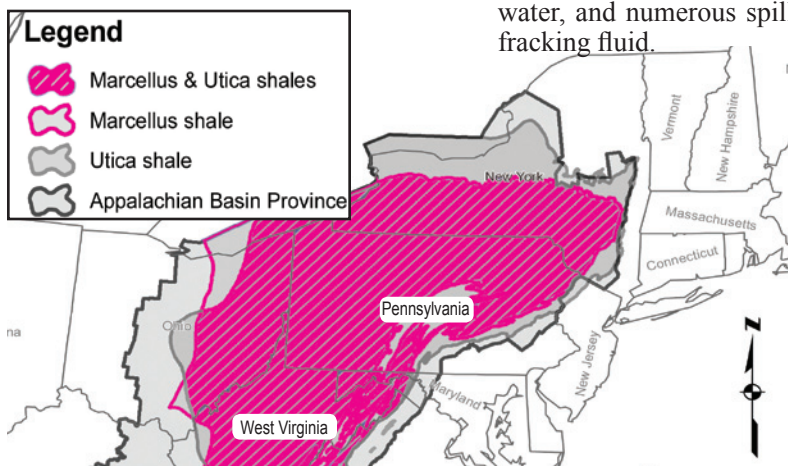 water, and numerous spill
fracking fluid.
Legend
Marcellus & Utica shales
Marcellus shale
Utica shale
Appalachian Basin Province
Vermont
New Hampshire
New York
Massachusetts
Connecticut
Pennsylvania
Ohio
na
New Jersey
Maryland
West Virginia
N